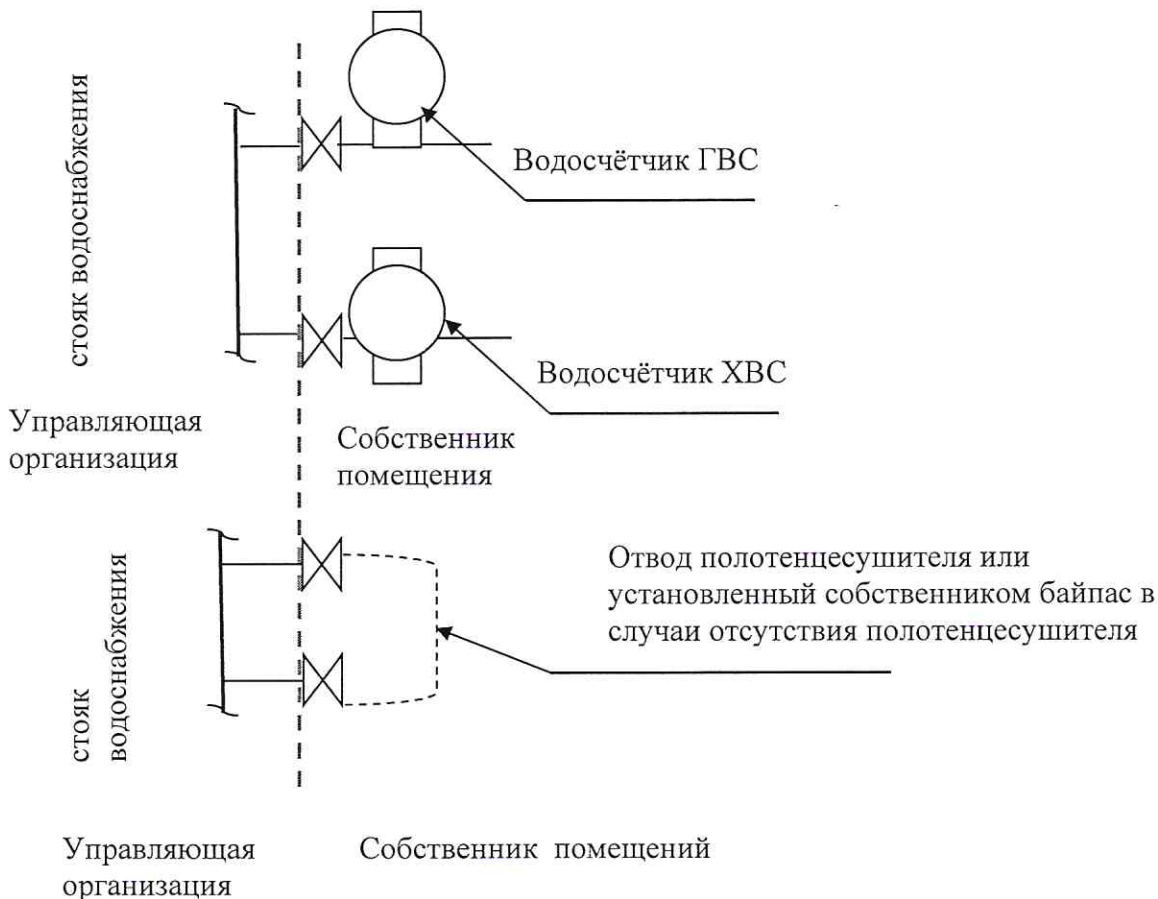 стояк водоснабжения
Водосчётчик ГВС
Водосчётчик ХВС
Управляющая
организация
Собственник
помещения
стояк
водоснабжения
Отвод полотенцесушителя или
установленный собственником байпас в
случаи отсутствия полотенцесушителя
Управляющая
организация
Собственник помещений